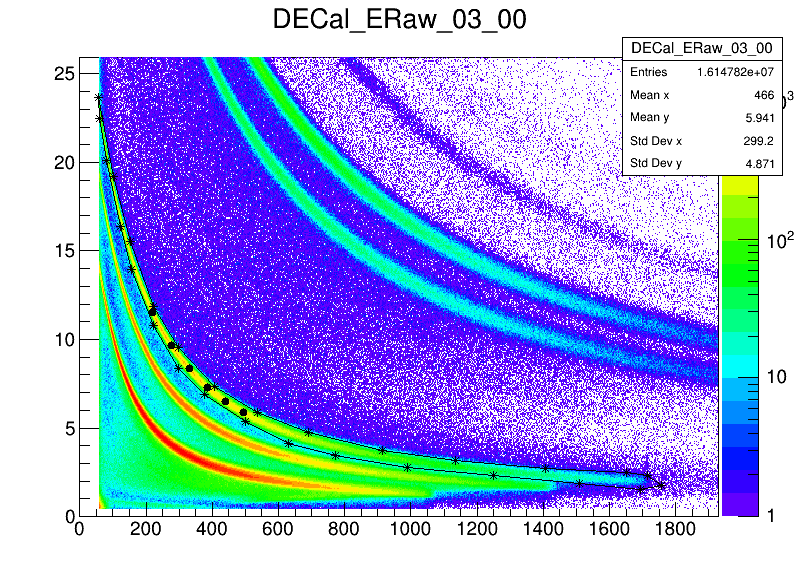 DECal_ERaw_03_00
DECal_ERaw_03_00
Entries 1.614782e+07
Mean x 466
Mean y 5.941
Std Dev x 299.2
Std Dev y 4.871
25
20
15
10
5
0
0 200 400 600 800 1000 1200 1400 1600 1800
10²
10
1